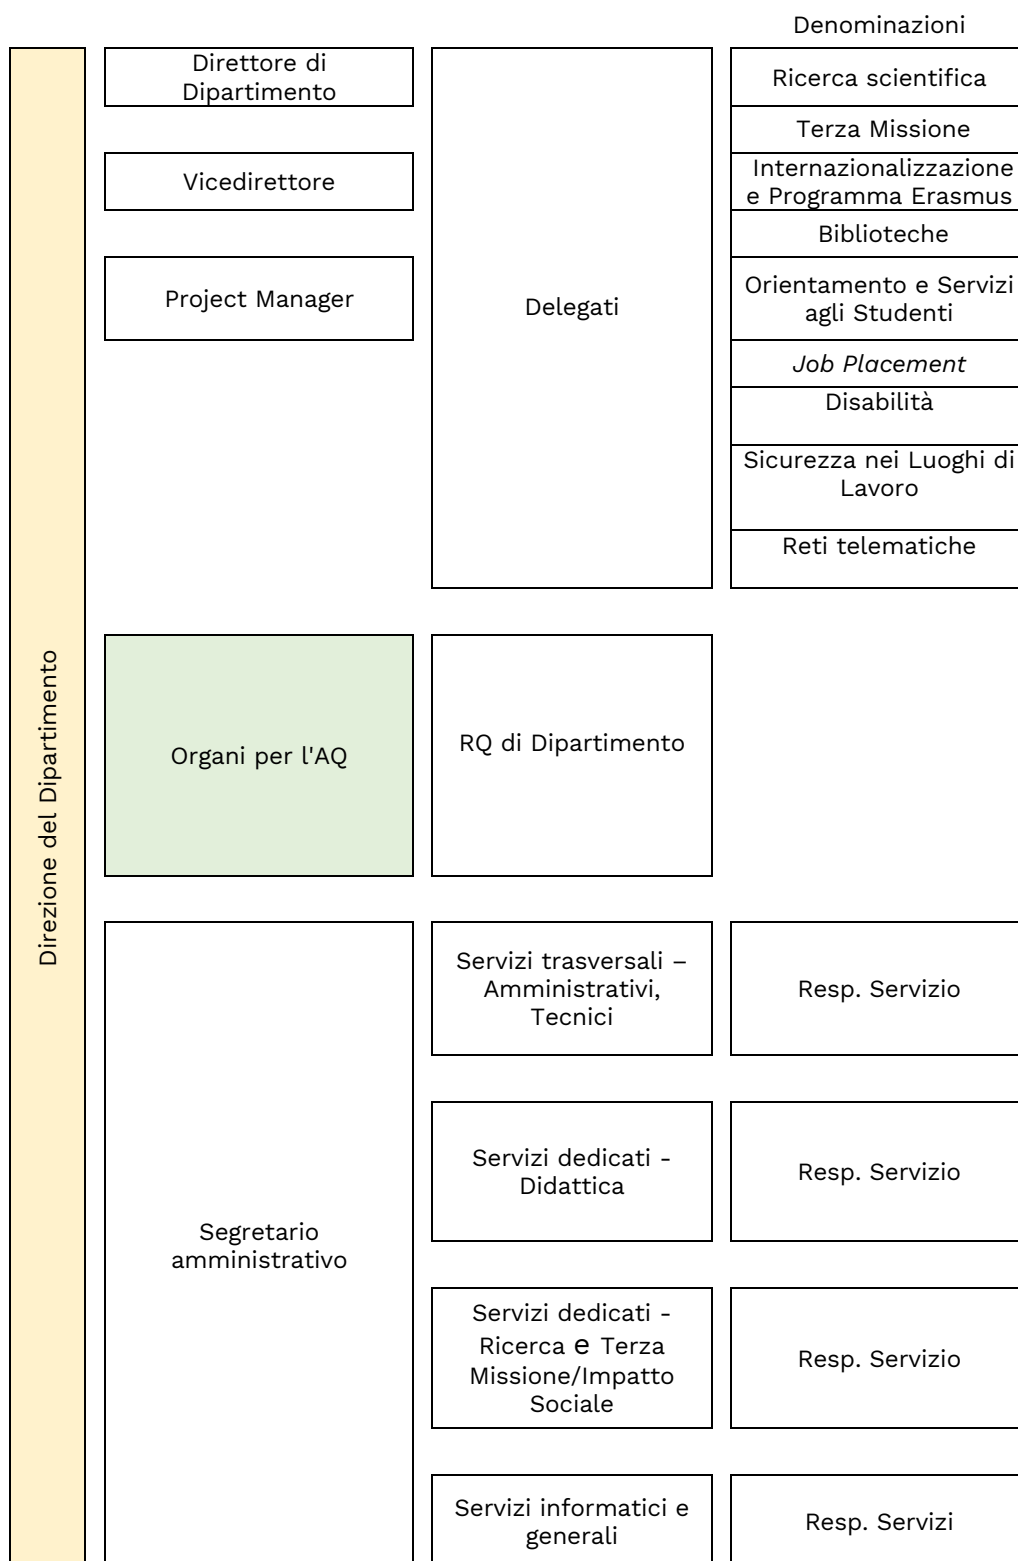 Denominazioni
Direzione del Dipartimento
Direttore di
Dipartimento
Vicedirettore
Project Manager
Delegati
Ricerca scientifica
Terza Missione
Internazionalizzazione
e Programma Erasmus
Biblioteche
Orientamento e Servizi
agli Studenti
Job Placement
Disabilità
Sicurezza nei Luoghi di
Lavoro
Reti telematiche
Organi per l'AQ
RQ di Dipartimento
Segretario
amministrativo
Servizi trasversali –
Amministrativi,
Tecnici
Resp. Servizio
Servizi dedicati -
Didattica
Resp. Servizio
Servizi dedicati -
Ricerca e Terza
Missione/Impatto
Sociale
Resp. Servizio
Servizi informatici e
generali
Resp. Servizi